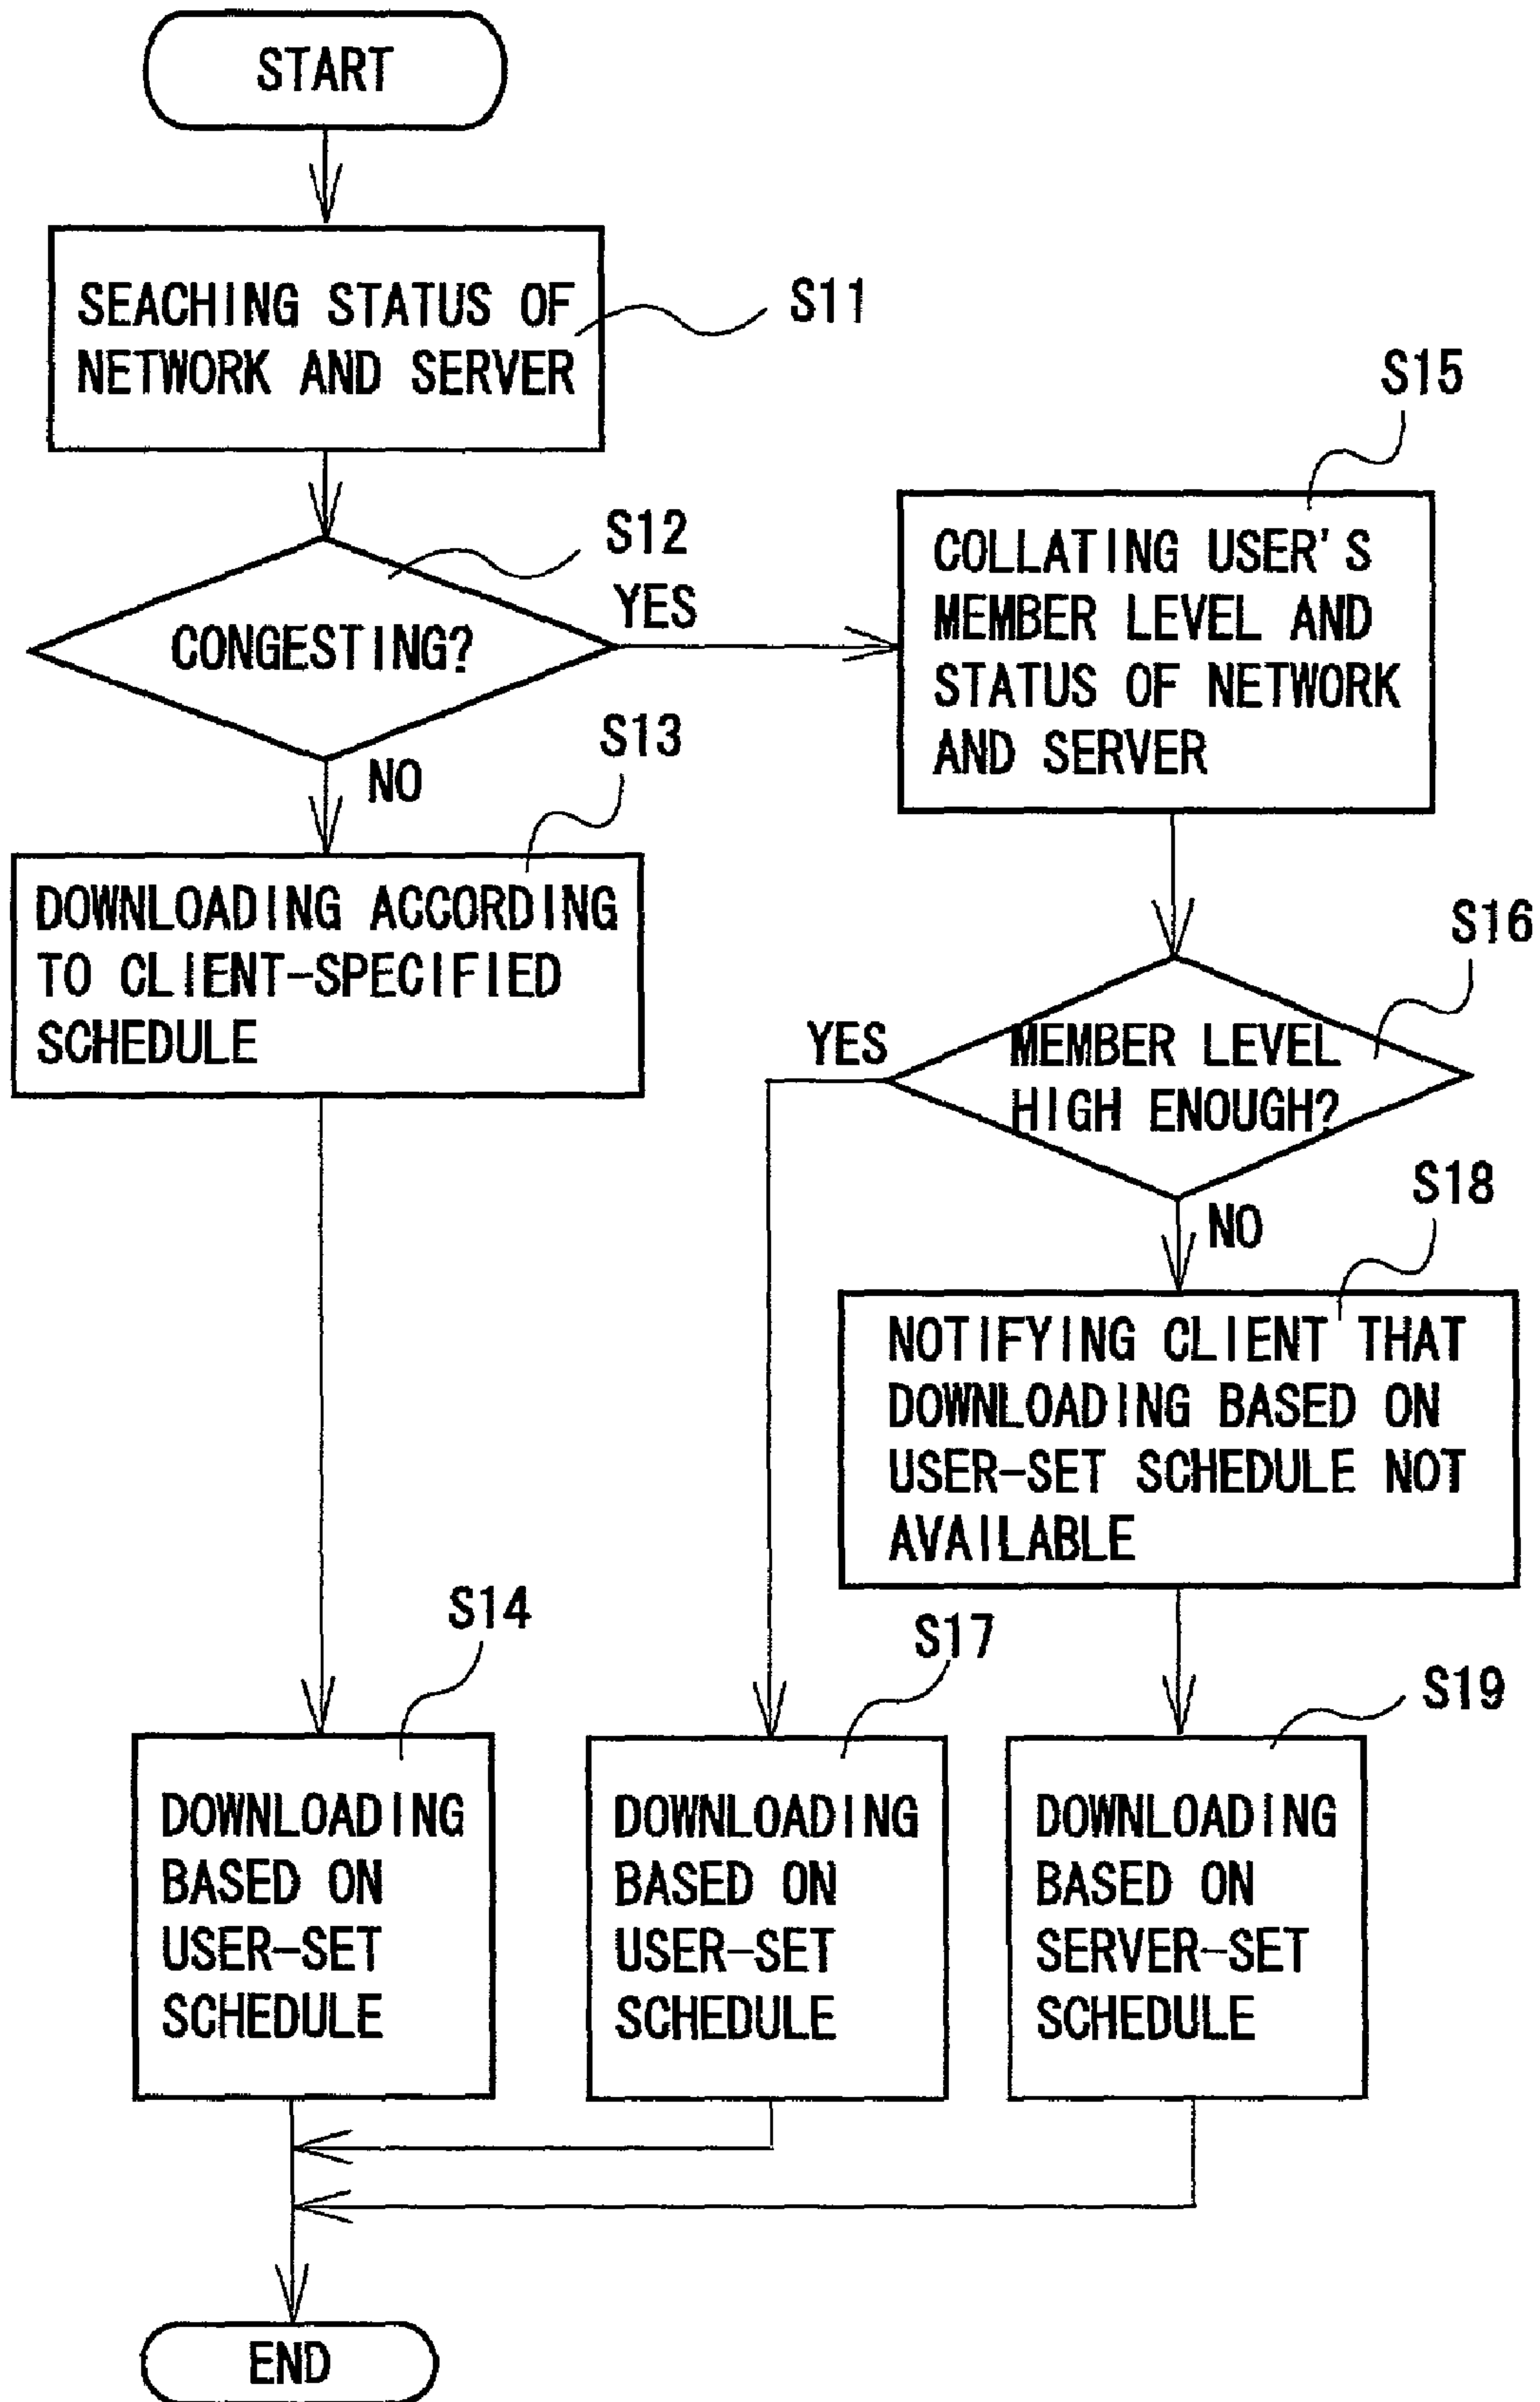 START
SEACHING STATUS OF
NETWORK AND SERVER
S11
S12
CONGESTING?
YES
NO
S13
DOWNLOADING ACCORDING
TO CLIENT-SPECIFIED
SCHEDULE
S14
DOWNLOADING
BASED ON
USER-SET
SCHEDULE
S15
COLLATING USER'S
MEMBER LEVEL AND
STATUS OF NETWORK
AND SERVER
S16
MEMBER LEVEL
HIGH ENOUGH?
YES
NO
S17
DOWNLOADING
BASED ON
USER-SET
SCHEDULE
S18
NOTIFYING CLIENT THAT
DOWNLOADING BASED ON
USER-SET SCHEDULE NOT
AVAILABLE
S19
DOWNLOADING
BASED ON
SERVER-SET
SCHEDULE
END